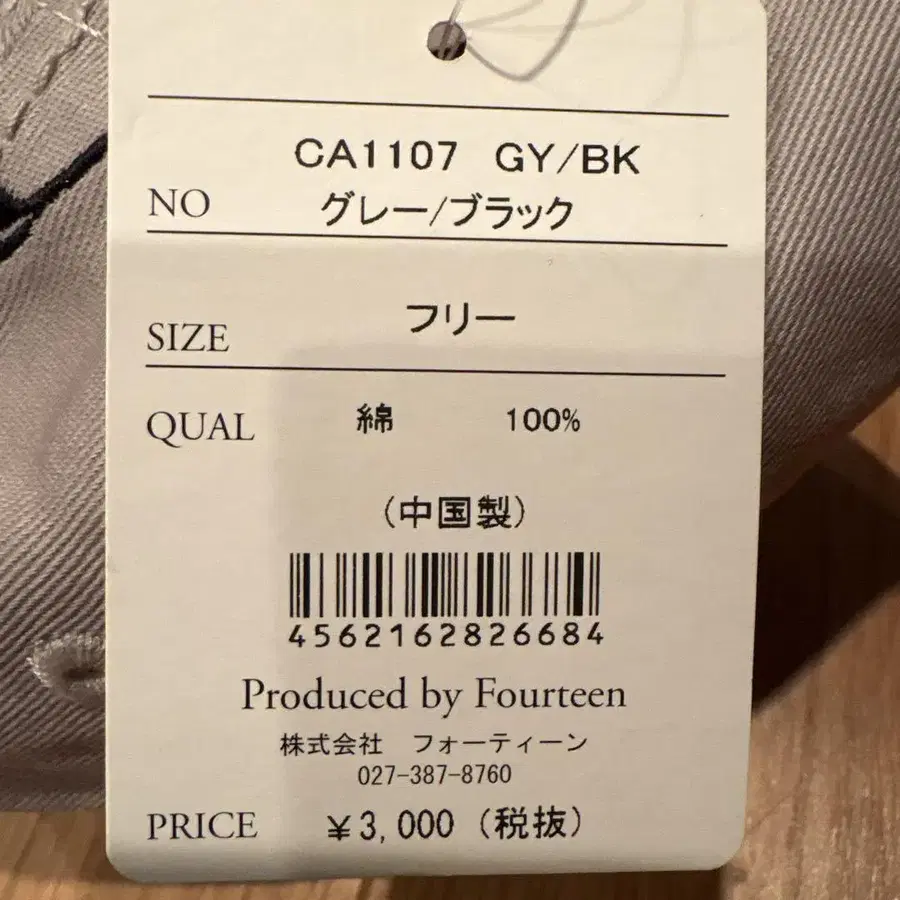 CA1107 GY/BK
NO グレー/ブラック
SIZE フリー
QUAL 綿 100%
(中国製)
4562162826684
Produced by Fourteen
株式会社 フォーティーン
027-387-8760
PRICE ¥3,000 (税抜)